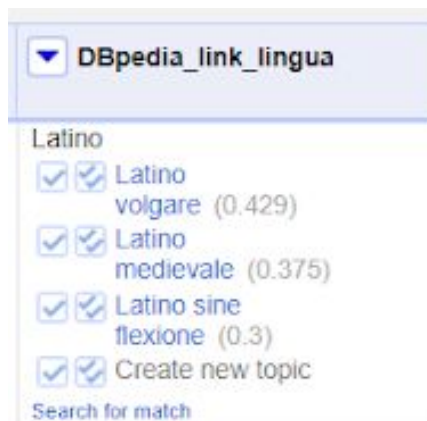 DBpedia_link_lingua
Latino
Latino
volgare (0.429)
Latino
medievale (0.375)
Latino sine
flexione (0.3)
Create new topic
Search for match